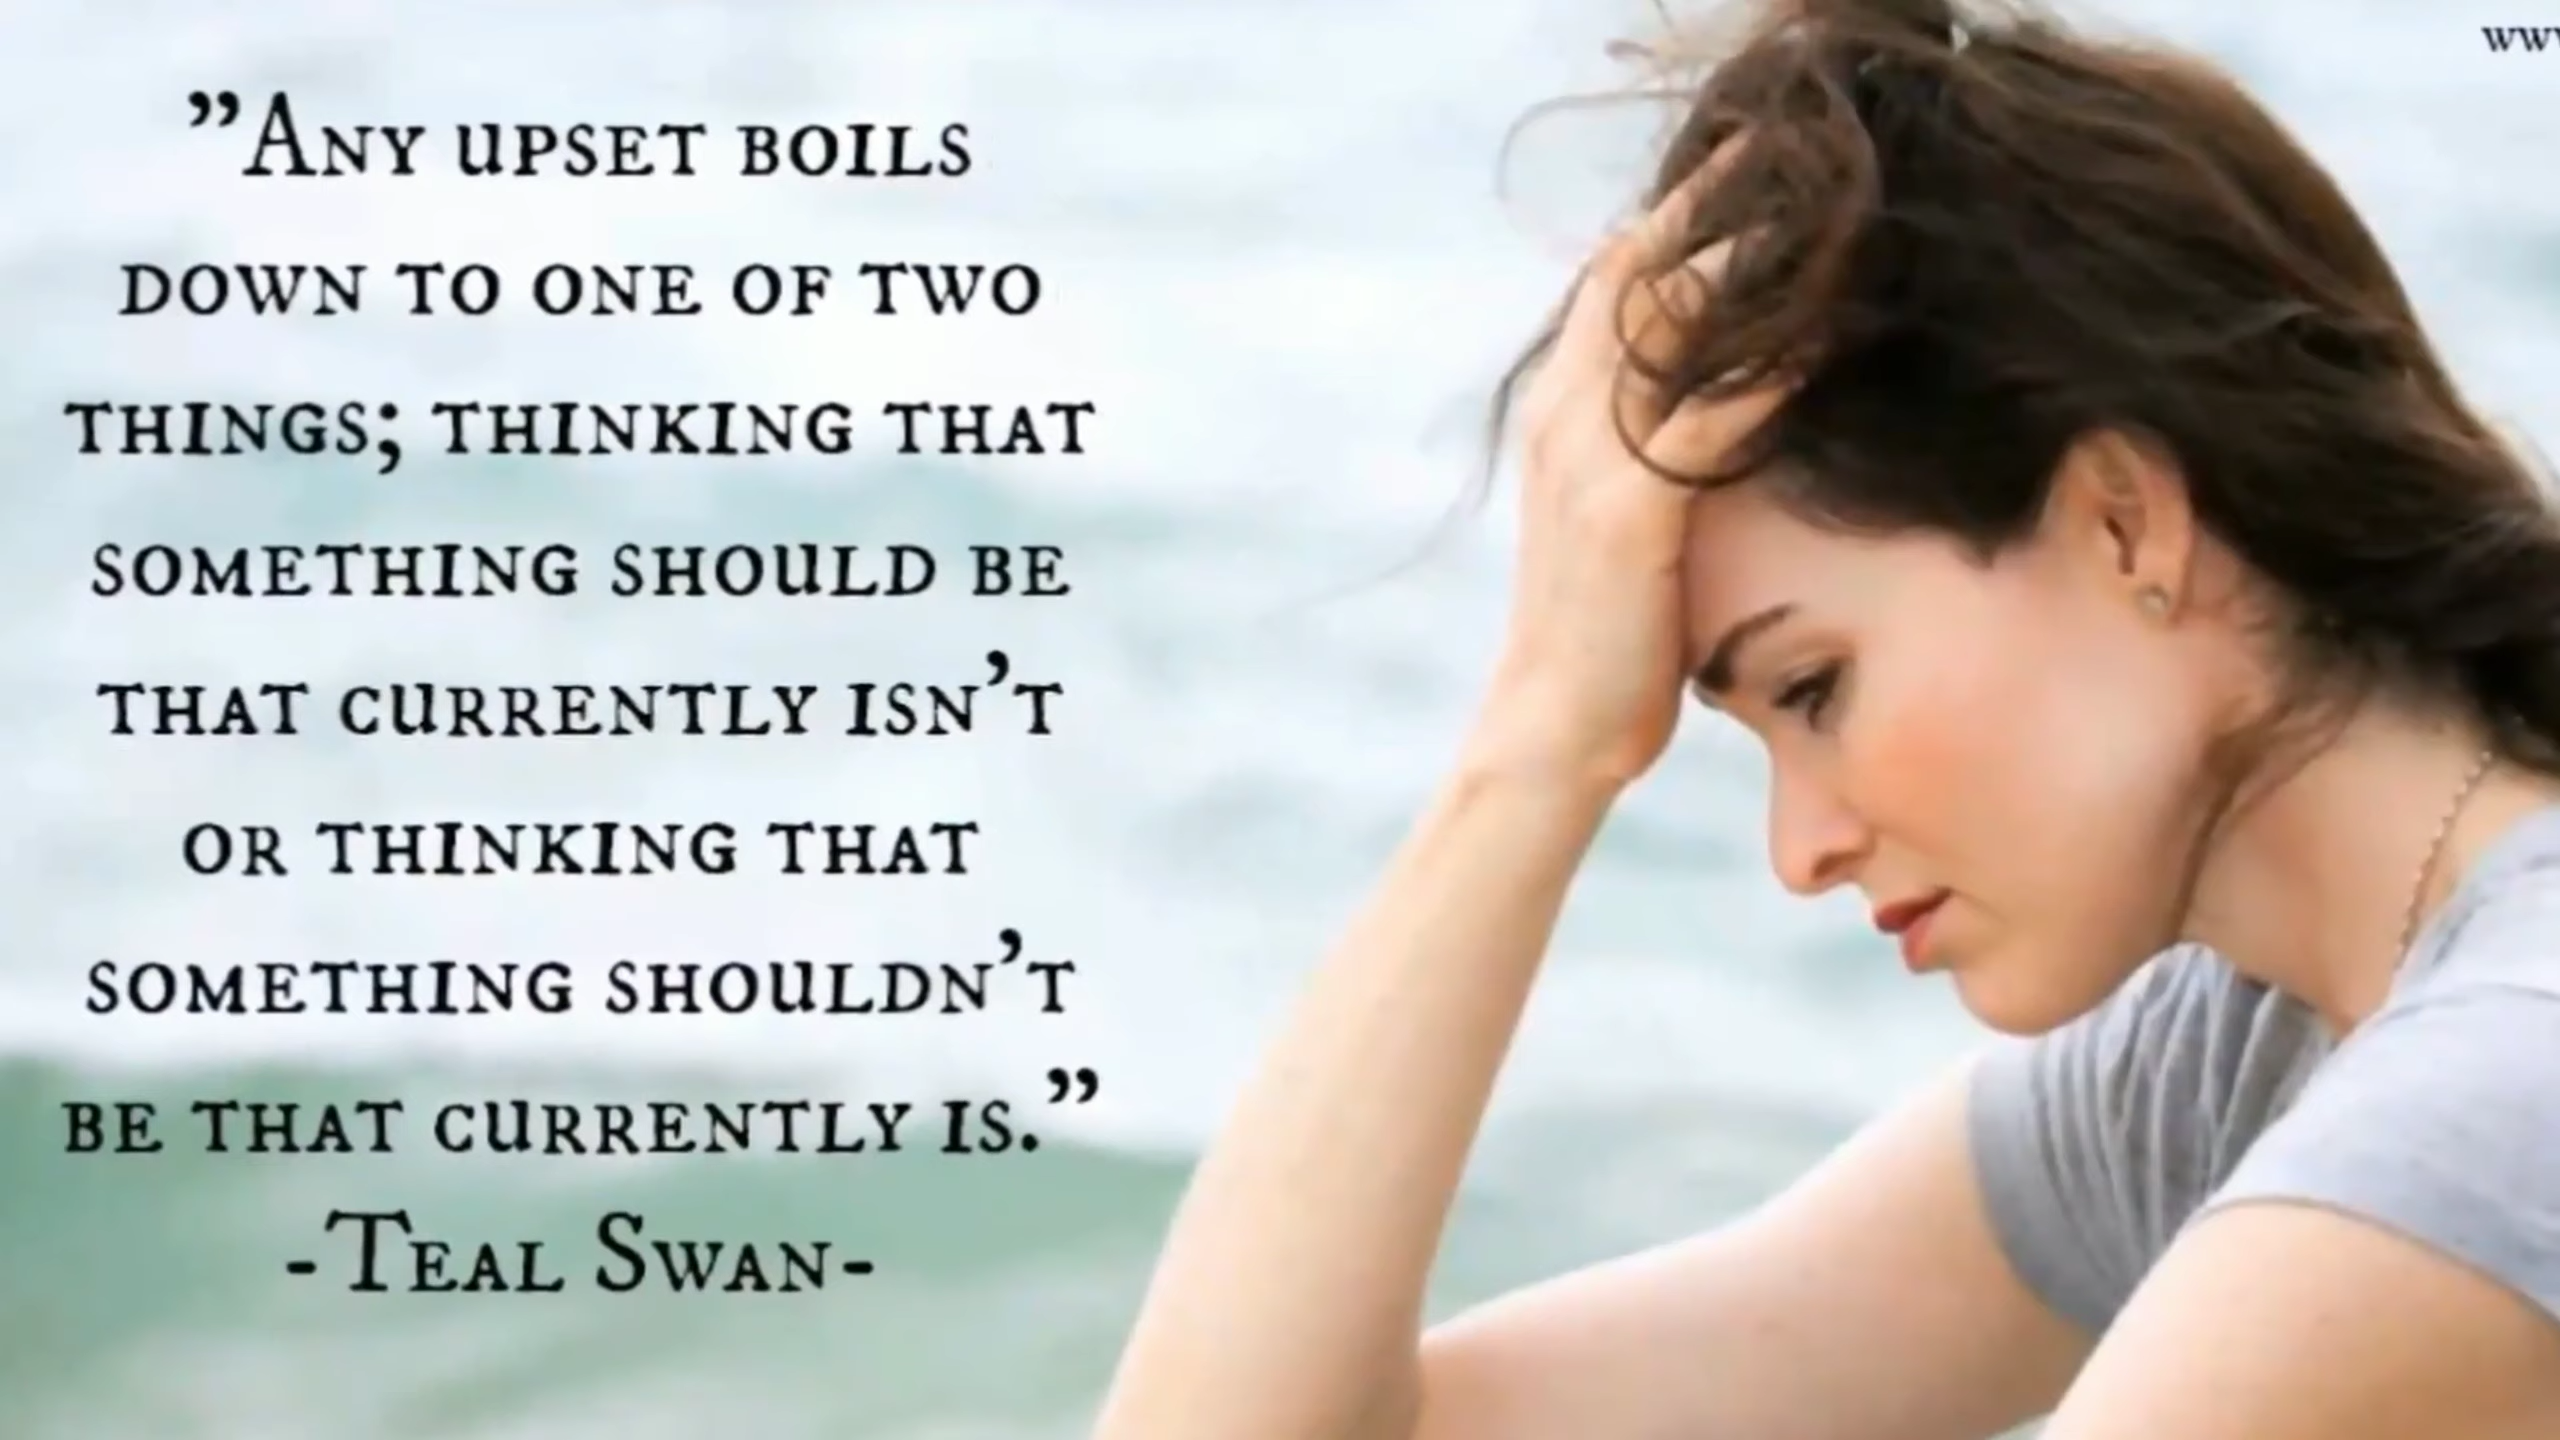 "Any upset boils
down to one of two
things; thinking that
something should be
that currently isn't
or thinking that
something shouldn't
be that currently is."
-Teal Swan-